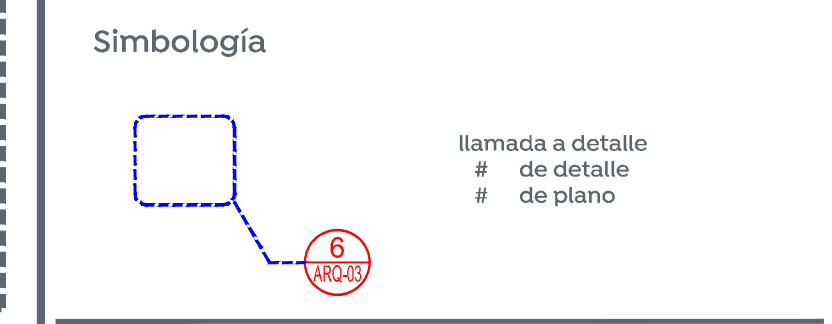 Simbología
llamada a detalle
# de detalle
# de plano
6
ARQ-03